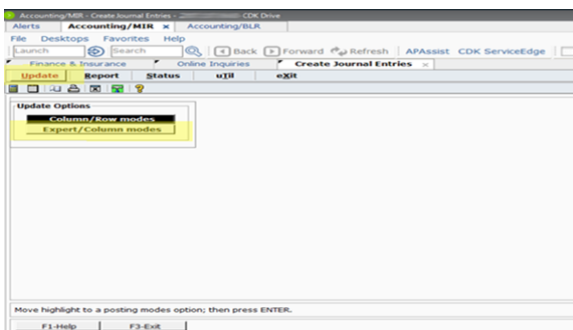 Accounting/MIR - Create Journal Entries - CDK Drive
Alerts Accounting/MIR x Accounting/BLR
File Desktops Favorites Help
Launch Search Back Forward Refresh APAssist CDK ServiceEdge
Finance & Insurance Online Inquiries Create Journal Entries x
Update Report Status uIil eXit
Update Options
Column/Row modes
Expert/Column modes
Move highlight to a posting modes option; then press ENTER.
F1-Help F3-Exit